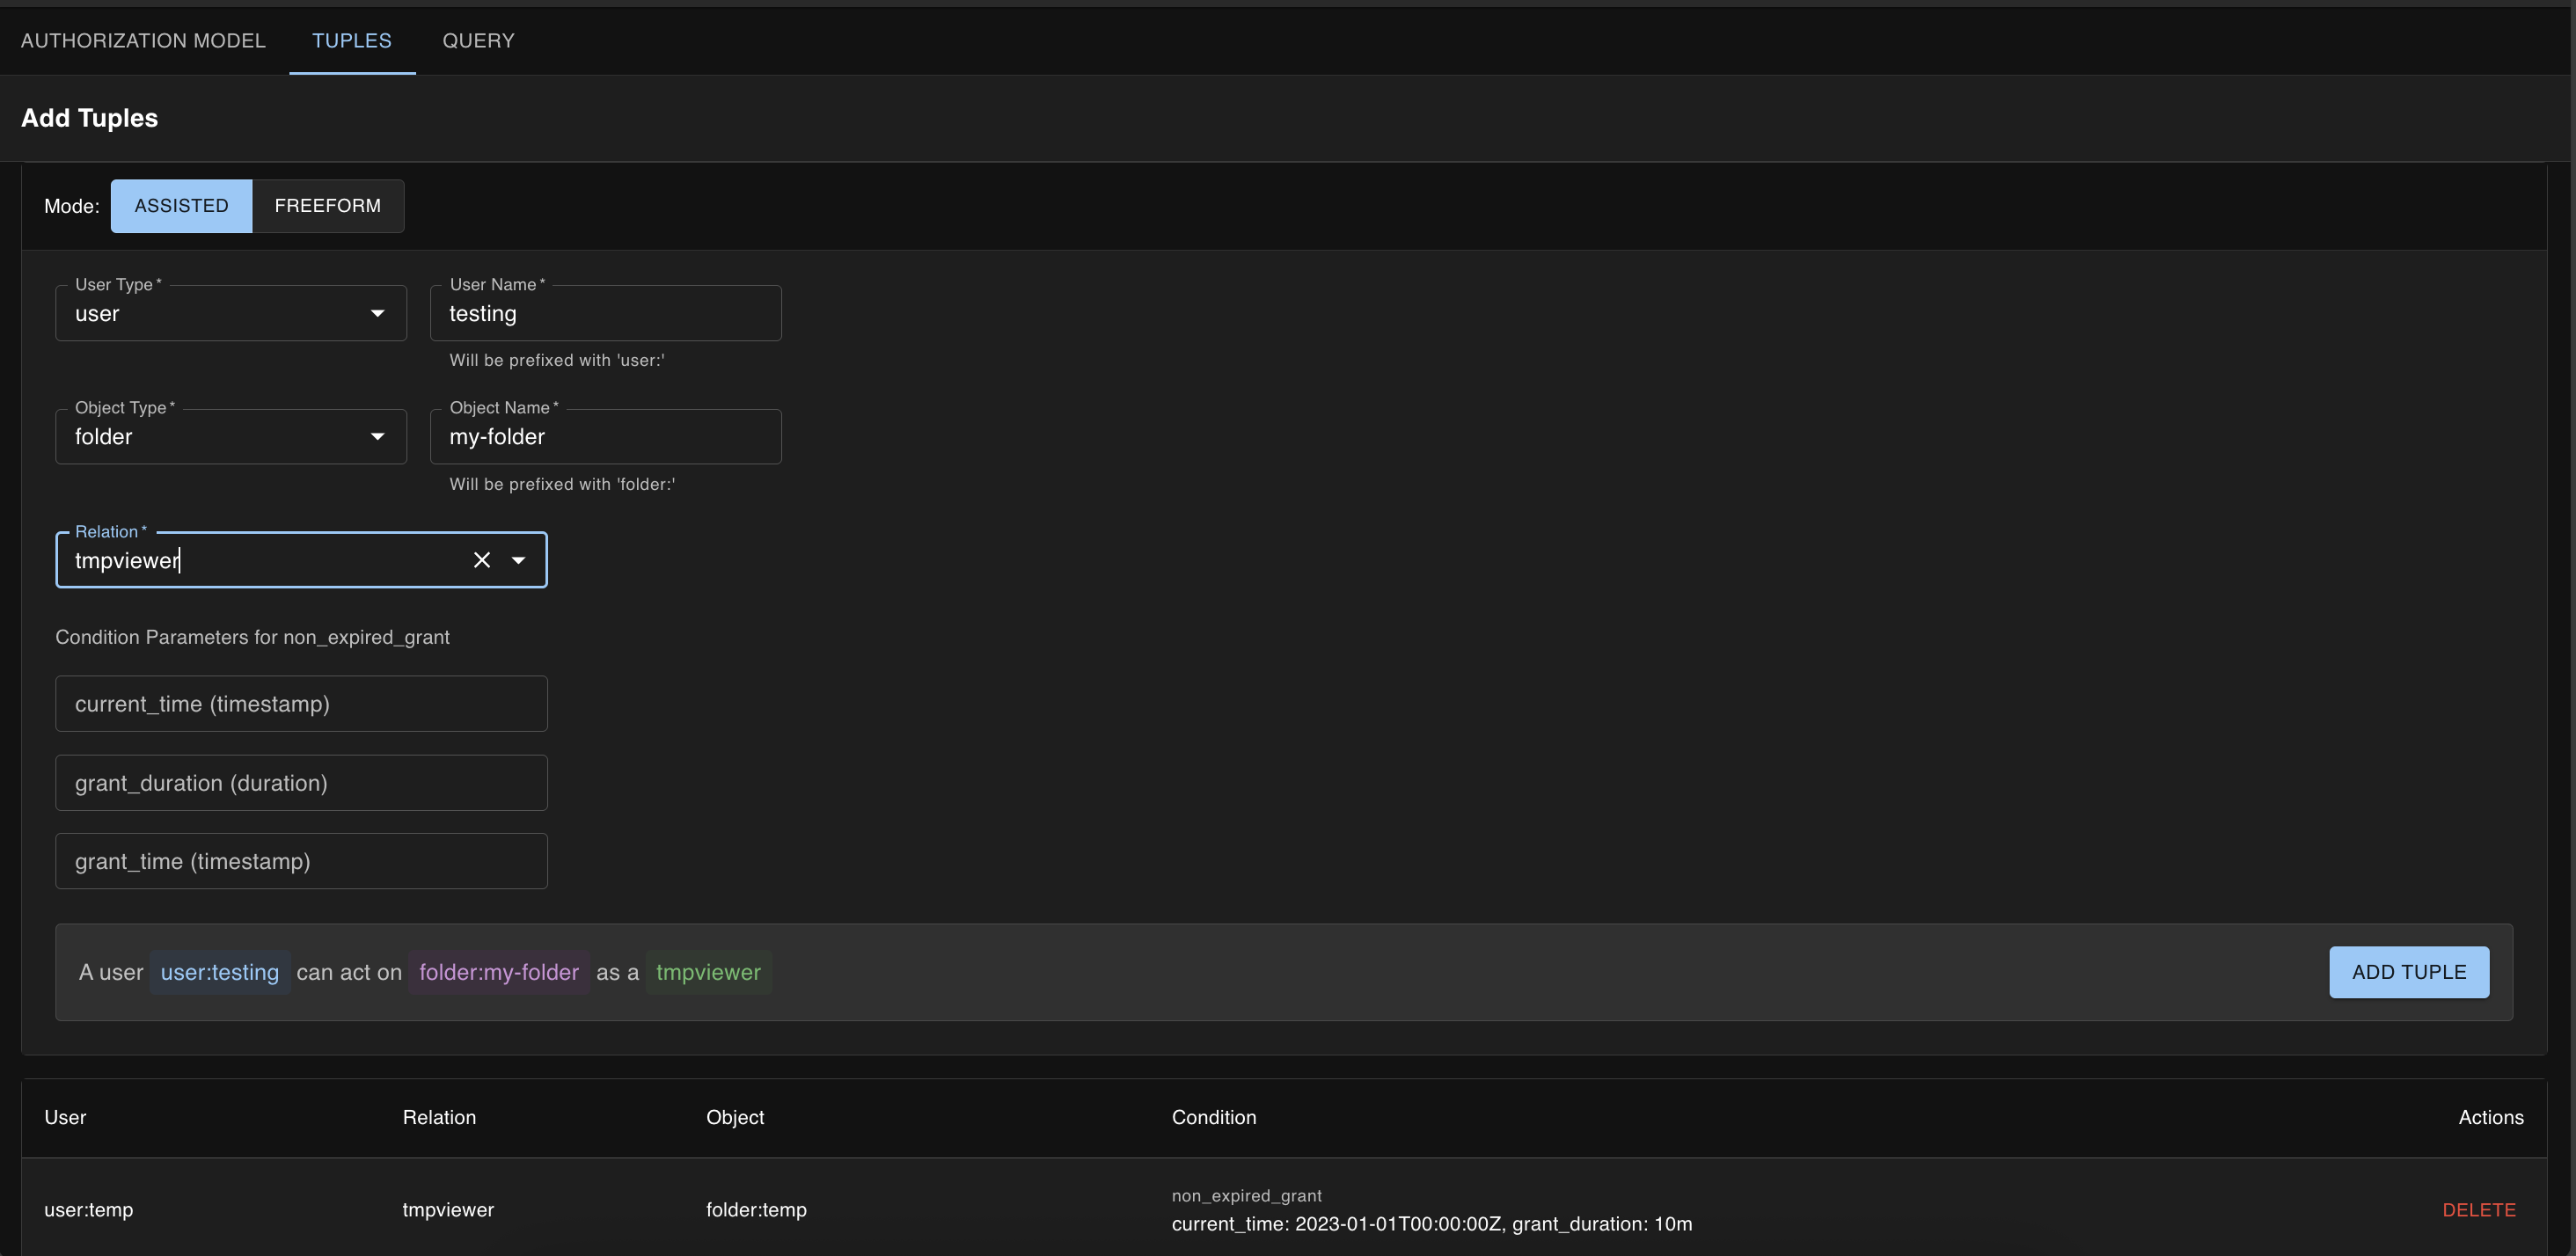 AUTHORIZATION MODEL TUPLES QUERY
Add Tuples
Mode: ASSISTED FREEFORM
User Type * User Name *
user testing
Will be prefixed with 'user:'
Object Type * Object Name *
folder my-folder
Will be prefixed with 'folder:'
Relation *
tmpviewer
Condition Parameters for non_expired_grant
current_time (timestamp)
grant_duration (duration)
grant_time (timestamp)
A user user:testing can act on folder:my-folder as a tmpviewer ADD TUPLE
User Relation Object Condition Actions
non_expired_grant
user:temp tmpviewer folder:temp DELETE
current_time: 2023-01-01T00:00:00Z, grant_duration: 10m